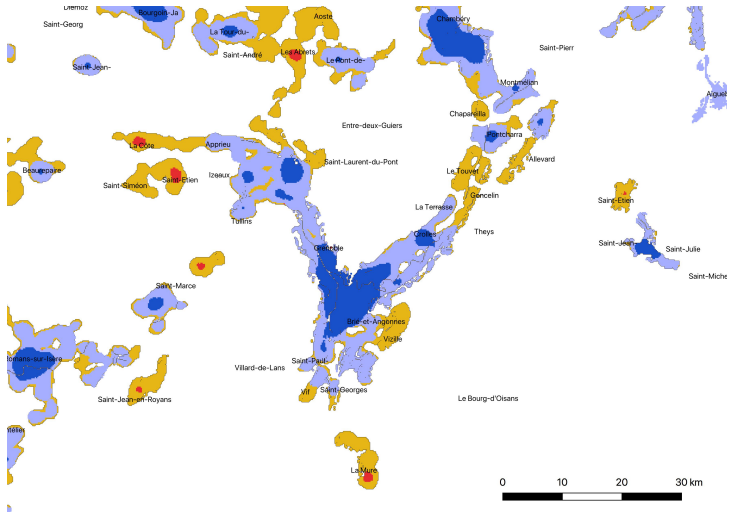 Diemoz
Bourgoin-Ja
Aoste
Chambéry
Saint-Georg
La Tour-du-
Saint-André
Les Abrets
Le Pont-de-
Saint-Pierr
Saint-Jean-
Montmélian
Aigueb
Chapareilla
Entre-deux-Guiers
Pontcharra
La Côte
Apprieu
Saint-Laurent-du-Pont
Allevard
Beaurepaire
Saint-Siméon
Saint-Etien
Izeaux
Le Touvet
Goncelin
Saint-Etien
Tullins
La Terrasse
Crolles
Theys
Grenoble
Saint-Jean
Saint-Julie
Saint-Miche
Saint-Marce
Brié-et-Angonnes
Vizille
Romans-sur-Isère
Villard-de-Lans
Saint-Paul-
Vif
Saint-Georges
Saint-Jean-en-Royans
Le Bourg-d'Oisans
ntélier
La Mure
0 10 20 30 km